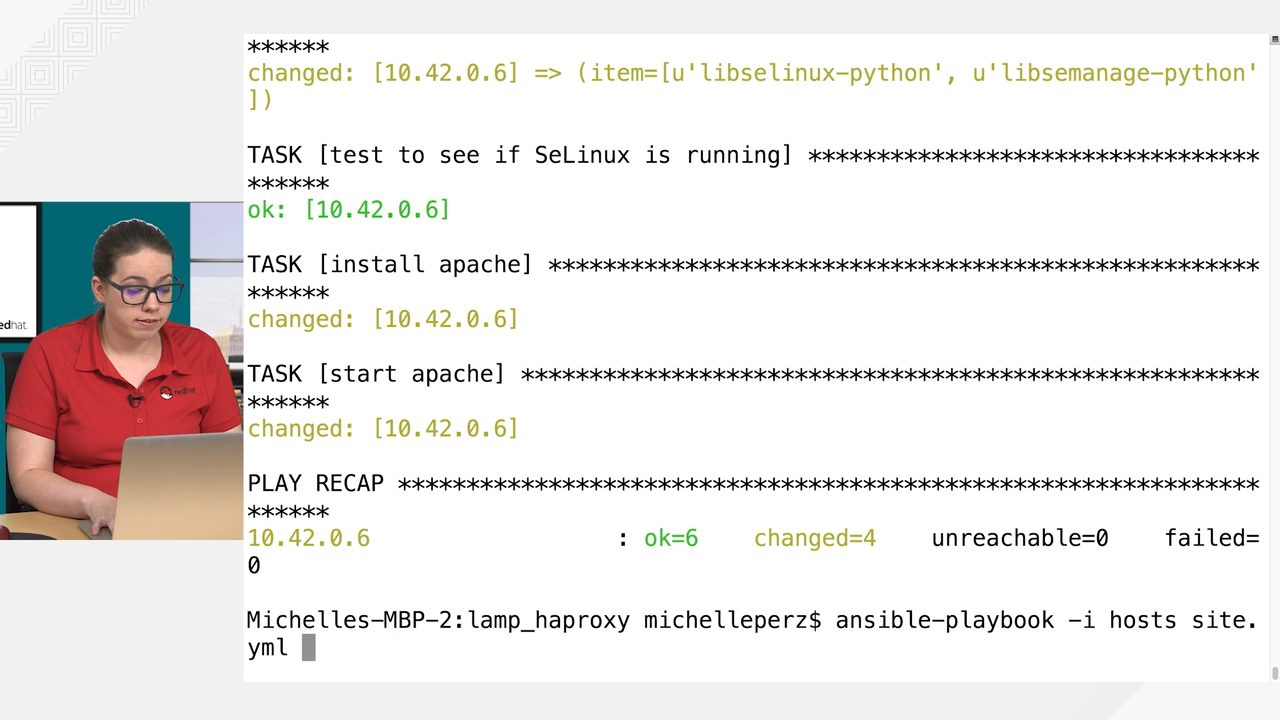 ******
changed: [10.42.0.6] => (item=[u'libselinux-python', u'libsemanage-python'
])
TASK [test to see if SeLinux is running] *********************************
******
ok: [10.42.0.6]
TASK [install apache] ****************************************************
******
changed: [10.42.0.6]
TASK [start apache] ******************************************************
******
changed: [10.42.0.6]
PLAY RECAP ***************************************************************
******
10.42.0.6                  : ok=6    changed=4    unreachable=0    failed=
0
Michelles-MBP-2:lamp_haproxy michelleperz$ ansible-playbook -i hosts site.
yml
edhat.
redhat